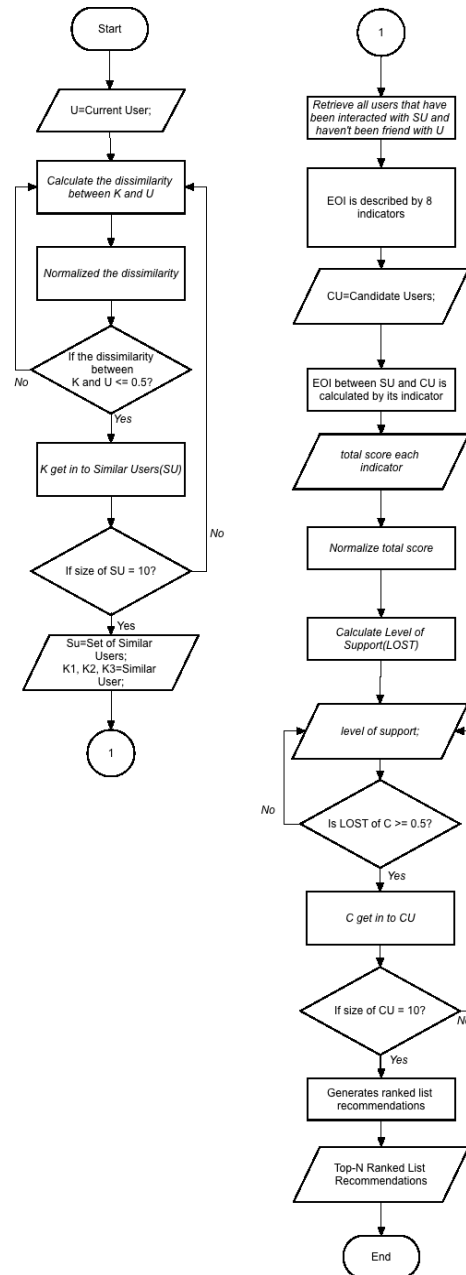 Start
U=Current User;
Calculate the dissimilarity
between K and U
Normalized the dissimilarity
If the dissimilarity
between
K and U <= 0.5?
No
Yes
K get in to Similar Users(SU)
No
If size of SU = 10?
Yes
Su=Set of Similar
Users;
K1, K2, K3=Similar
User;
1
1
Retrieve all users that have
been interacted with SU and
haven't been friend with U
EOI is described by 8
indicators
CU=Candidate Users;
EOI between SU and CU is
calculated by its indicator
total score each
indicator
Normalize total score
Calculate Level of
Support(LOST)
level of support;
No
Is LOST of C >= 0.5?
Yes
C get in to CU
If size of CU = 10?
No
Yes
Generates ranked list
recommendations
Top-N Ranked List
Recommendations
End